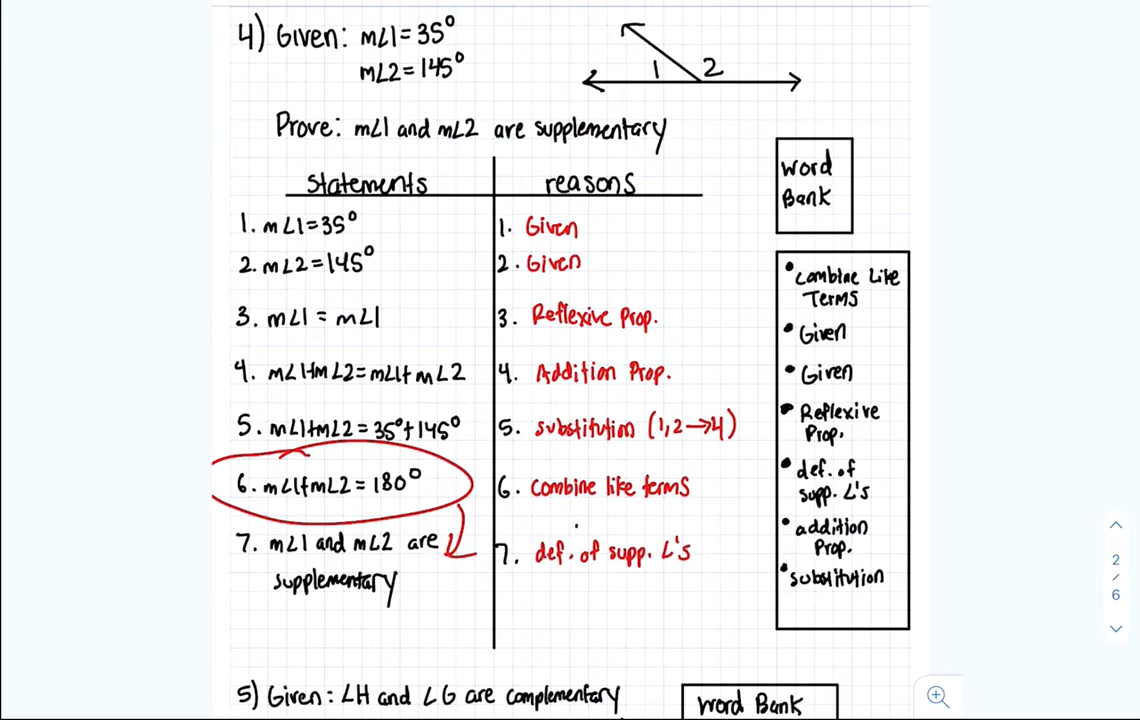 4) Given: m∠1 = 35°
m∠2 = 145°
1 2
Prove: m∠1 and m∠2 are supplementary
Statements reasons
1. m∠1 = 35° 1. Given
2. m∠2 = 145° 2. Given
3. m∠1 = m∠1 3. Reflexive Prop.
4. m∠1+m∠2 = m∠1+m∠2 4. Addition Prop.
5. m∠1+m∠2 = 35°+145° 5. substitution (1,2→4)
6. m∠1+m∠2 = 180° 6. combine like terms
7. m∠1 and m∠2 are 7. def. of supp. ∠'s
supplementary
Word
Bank
• Combine Like
Terms
• Given
• Given
• Reflexive
Prop.
• def. of
supp. ∠'s
• addition
Prop.
• substitution
2
/
6
5) Given: ∠H and ∠G are complementary
Word Bank